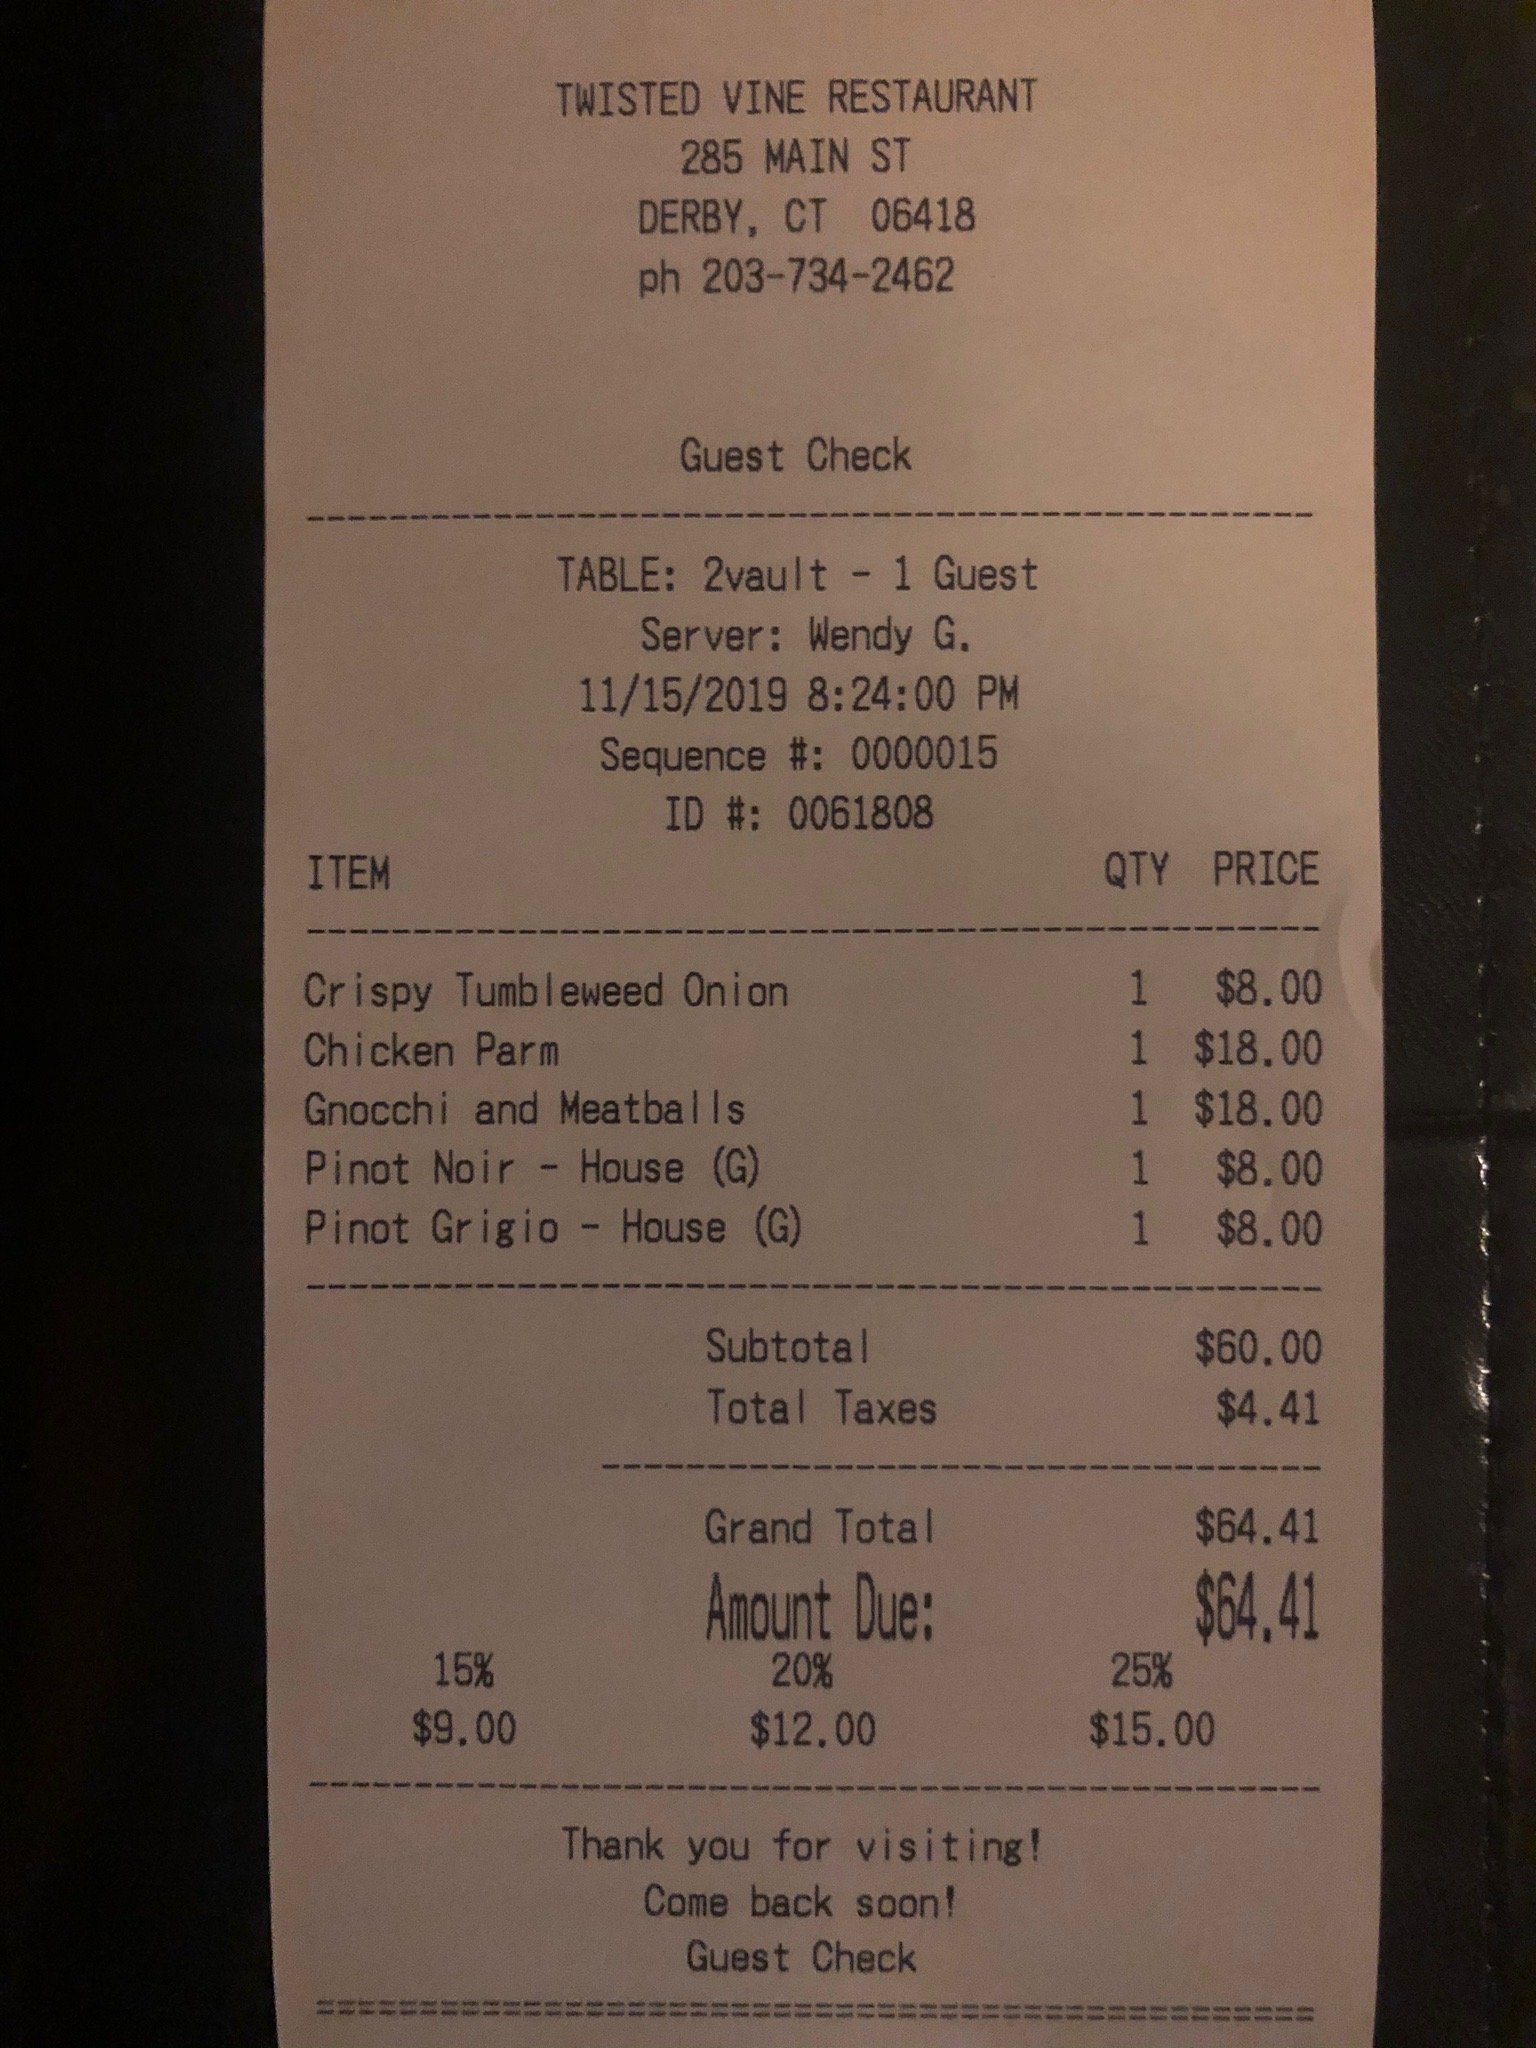 TWISTED VINE RESTAURANT
285 MAIN ST
DERBY, CT 06418
ph 203-734-2462
Guest Check
------------------------------------------------
TABLE: 2vault - 1 Guest
Server: Wendy G.
11/15/2019 8:24:00 PM
Sequence #: 0000015
ID #: 0061808
ITEM QTY PRICE
------------------------------------------------
Crispy Tumbleweed Onion 1 $8.00
Chicken Parm 1 $18.00
Gnocchi and Meatballs 1 $18.00
Pinot Noir - House (G) 1 $8.00
Pinot Grigio - House (G) 1 $8.00
------------------------------------------------
Subtotal $60.00
Total Taxes $4.41
----------------------------------
Grand Total $64.41
Amount Due: $64.41
15% 20% 25%
$9.00 $12.00 $15.00
------------------------------------------------
Thank you for visiting!
Come back soon!
Guest Check
================================================